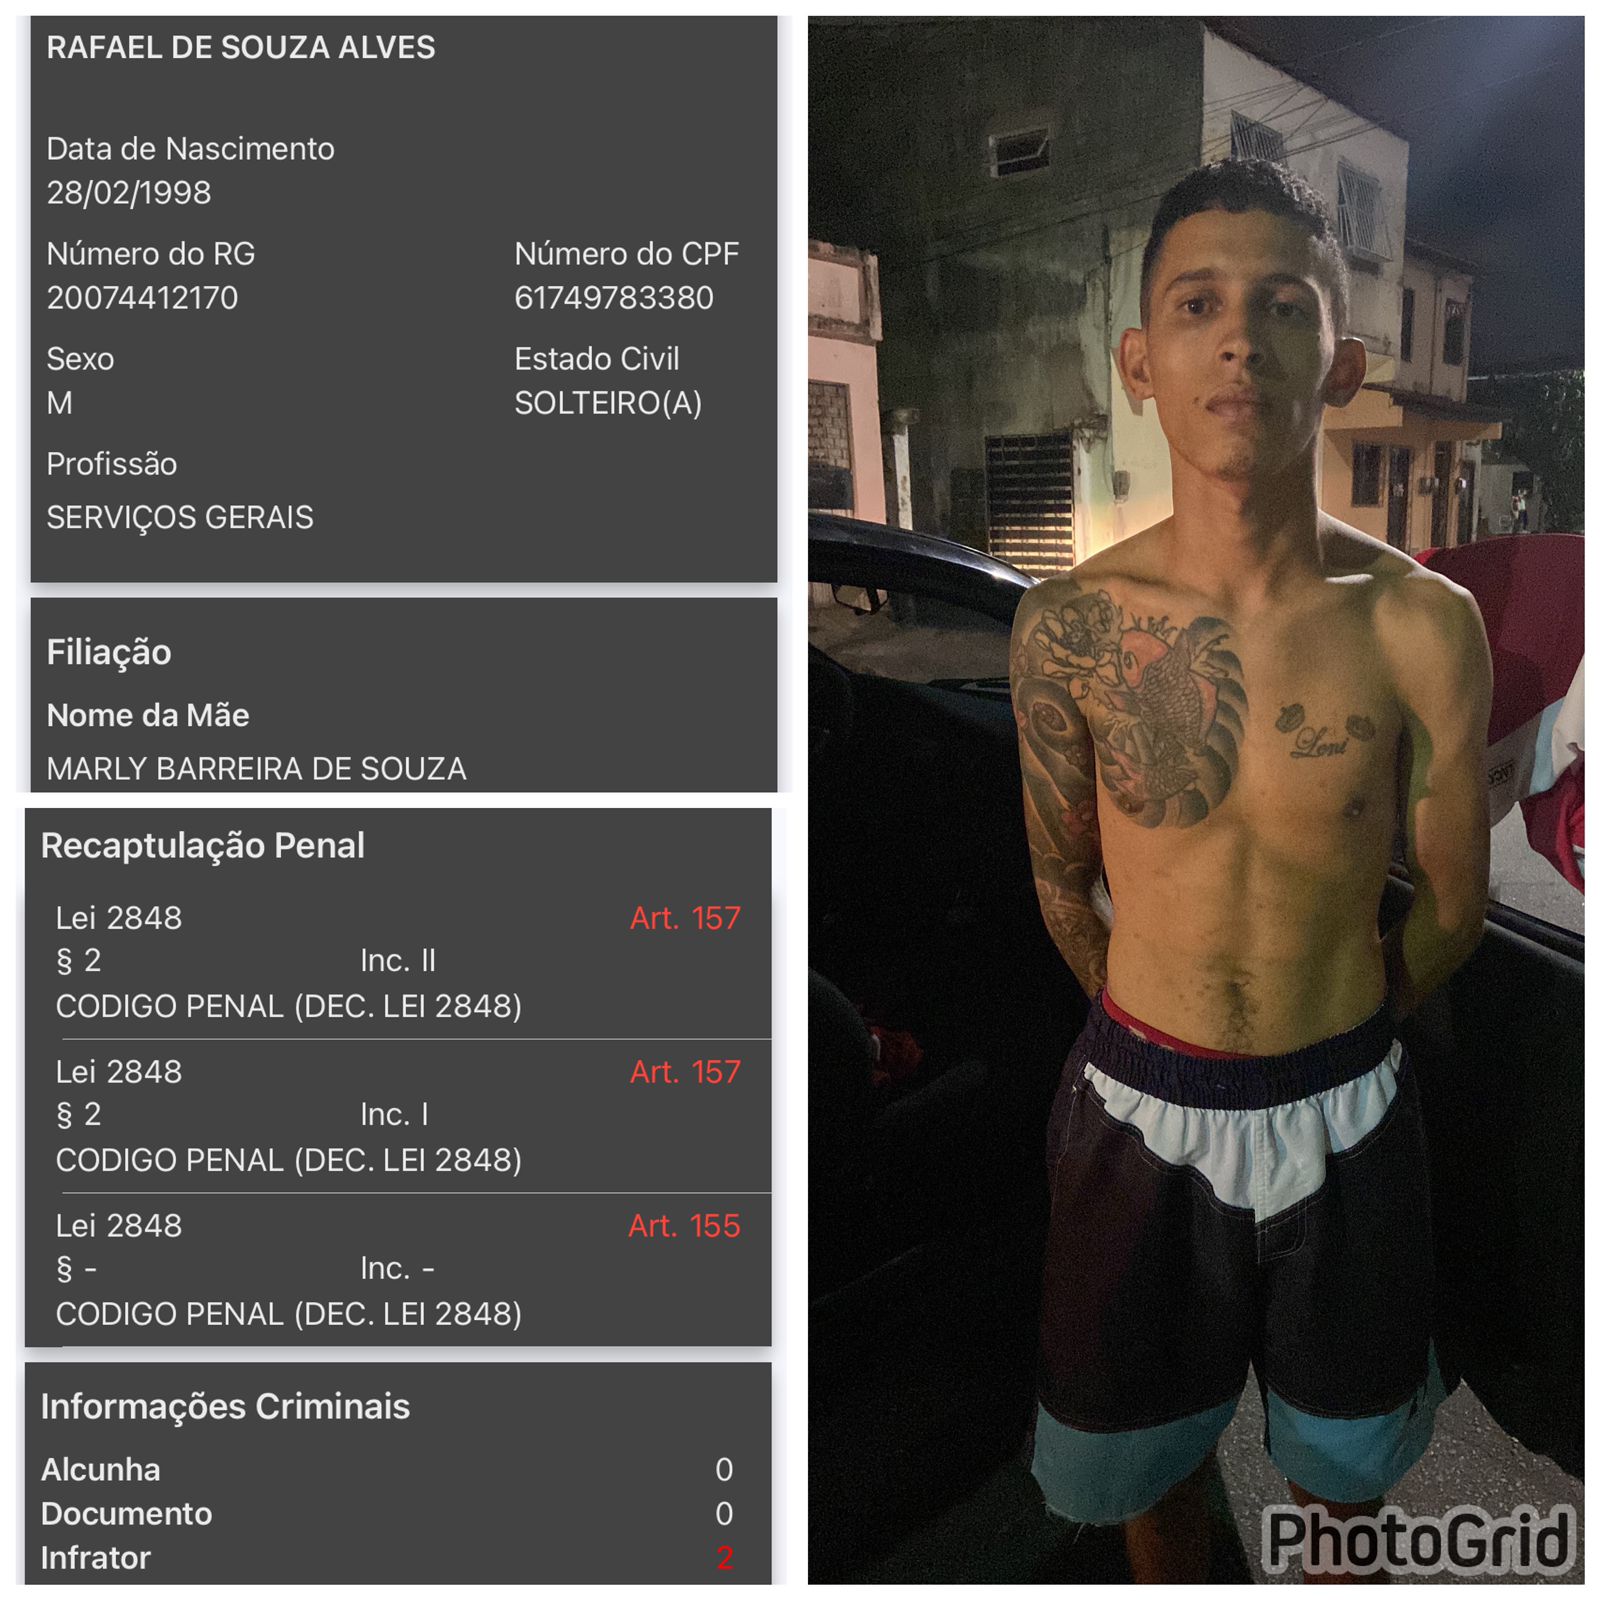 RAFAEL DE SOUZA ALVES
Data de Nascimento
28/02/1998
Número do RG Número do CPF
20074412170 61749783380
Sexo Estado Civil
M SOLTEIRO(A)
Profissão
SERVIÇOS GERAIS
Filiação
Nome da Mãe
MARLY BARREIRA DE SOUZA
Recaptulação Penal
Lei 2848 Art. 157
§ 2 Inc. II
CODIGO PENAL (DEC. LEI 2848)
Lei 2848 Art. 157
§ 2 Inc. I
CODIGO PENAL (DEC. LEI 2848)
Lei 2848 Art. 155
§ - Inc. -
CODIGO PENAL (DEC. LEI 2848)
Informações Criminais
Alcunha 0
Documento 0
Infrator 2
PhotoGrid